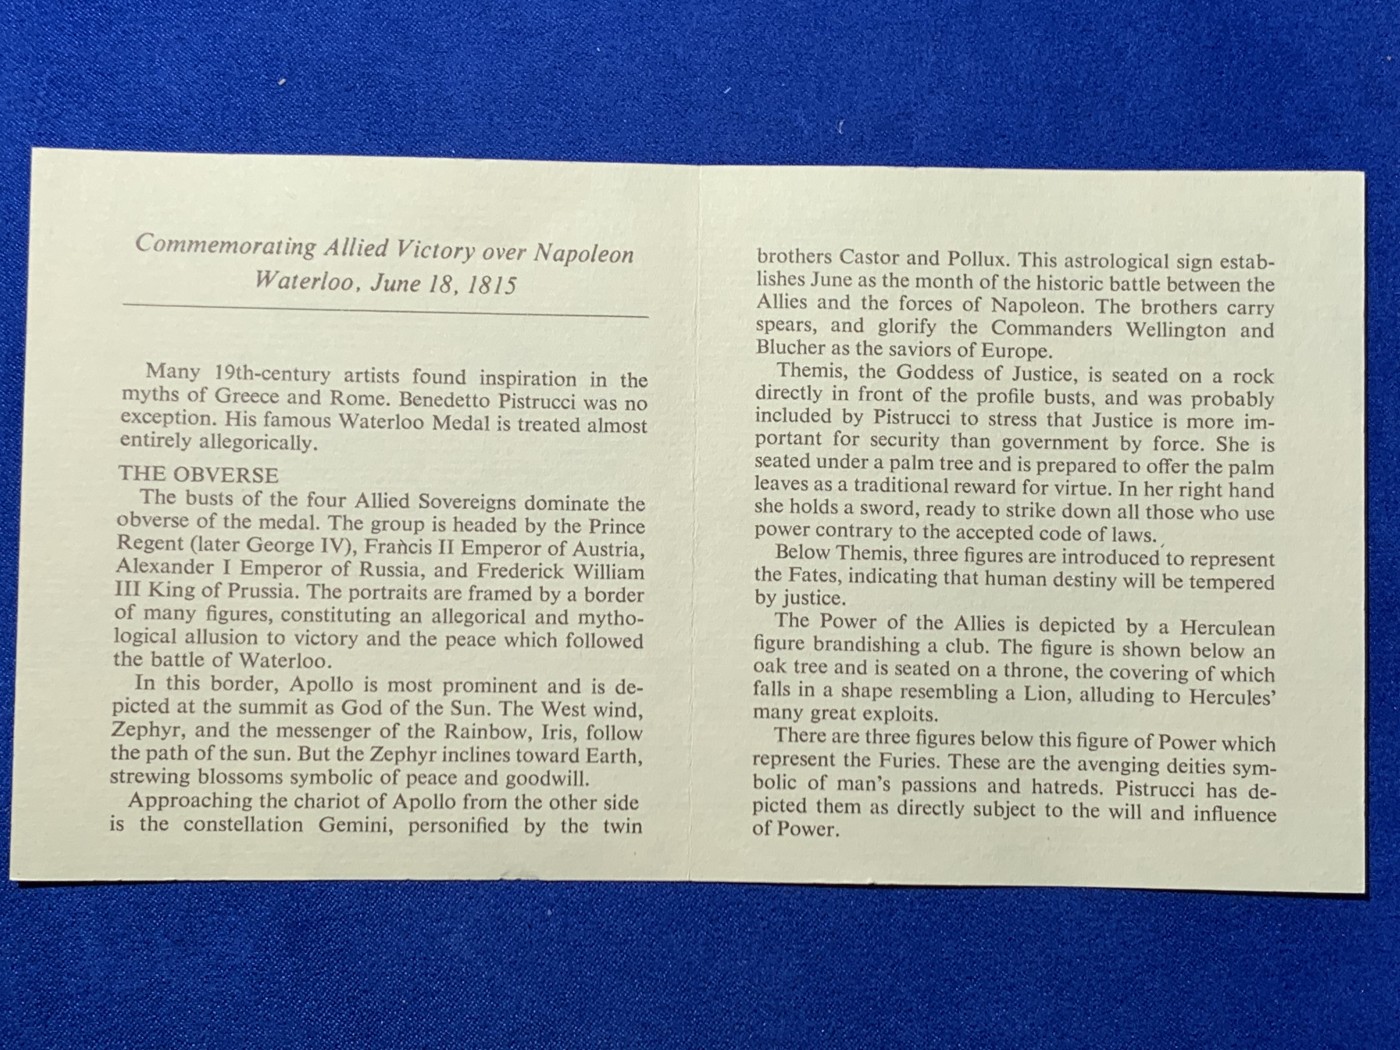 Commemorating Allied Victory over Napoleon
Waterloo, June 18, 1815
Many 19th-century artists found inspiration in the
myths of Greece and Rome. Benedetto Pistrucci was no
exception. His famous Waterloo Medal is treated almost
entirely allegorically.
THE OBVERSE
The busts of the four Allied Sovereigns dominate the
obverse of the medal. The group is headed by the Prince
Regent (later George IV), Francis II Emperor of Austria,
Alexander I Emperor of Russia, and Frederick William
III King of Prussia. The portraits are framed by a border
of many figures, constituting an allegorical and mytho-
logical allusion to victory and the peace which followed
the battle of Waterloo.
In this border, Apollo is most prominent and is de-
picted at the summit as God of the Sun. The West wind,
Zephyr, and the messenger of the Rainbow, Iris, follow
the path of the sun. But the Zephyr inclines toward Earth,
strewing blossoms symbolic of peace and goodwill.
Approaching the chariot of Apollo from the other side
is the constellation Gemini, personified by the twin
brothers Castor and Pollux. This astrological sign estab-
lishes June as the month of the historic battle between the
Allies and the forces of Napoleon. The brothers carry
spears, and glorify the Commanders Wellington and
Blucher as the saviors of Europe.
Themis, the Goddess of Justice, is seated on a rock
directly in front of the profile busts, and was probably
included by Pistrucci to stress that Justice is more im-
portant for security than government by force. She is
seated under a palm tree and is prepared to offer the palm
leaves as a traditional reward for virtue. In her right hand
she holds a sword, ready to strike down all those who use
power contrary to the accepted code of laws.
Below Themis, three figures are introduced to represent
the Fates, indicating that human destiny will be tempered
by justice.
The Power of the Allies is depicted by a Herculean
figure brandishing a club. The figure is shown below an
oak tree and is seated on a throne, the covering of which
falls in a shape resembling a Lion, alluding to Hercules'
many great exploits.
There are three figures below this figure of Power which
represent the Furies. These are the avenging deities sym-
bolic of man's passions and hatreds. Pistrucci has de-
picted them as directly subject to the will and influence
of Power.